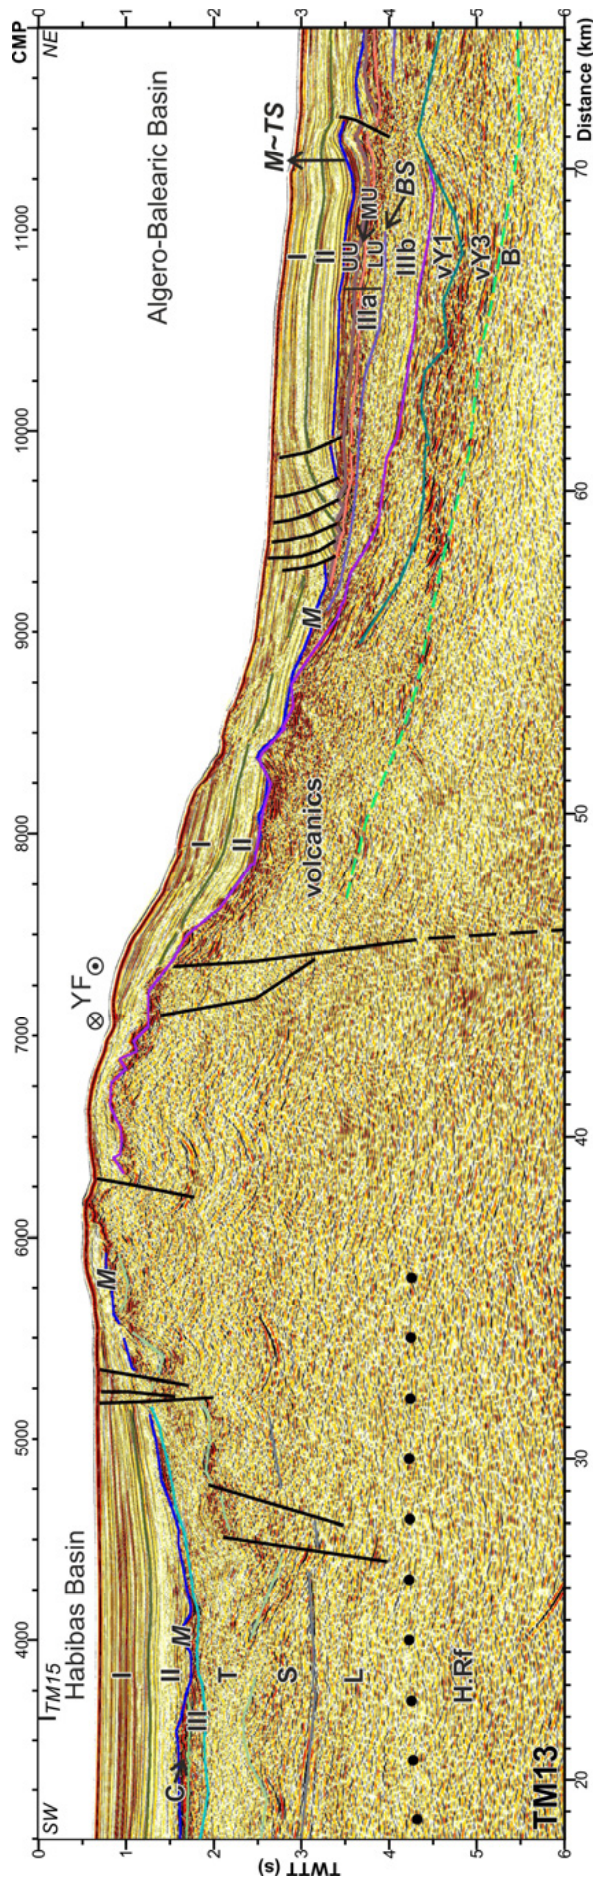 CMP
4000 5000 6000 7000 8000 9000 10000 11000
SW
NE
I TM15
Habibas Basin
Algero-Balearic Basin
YF
M~TS
TWTT (s)
0
1
2
3
4
5
6
C
I
II
III
M
T
S
L
H.Rf
M
volcanics
I
II
M
I
II
UU
MU
LU
IIIa
BS
IIIb
vY1
vY3
B
TM13
20 30 40 50 60 70
Distance (km)